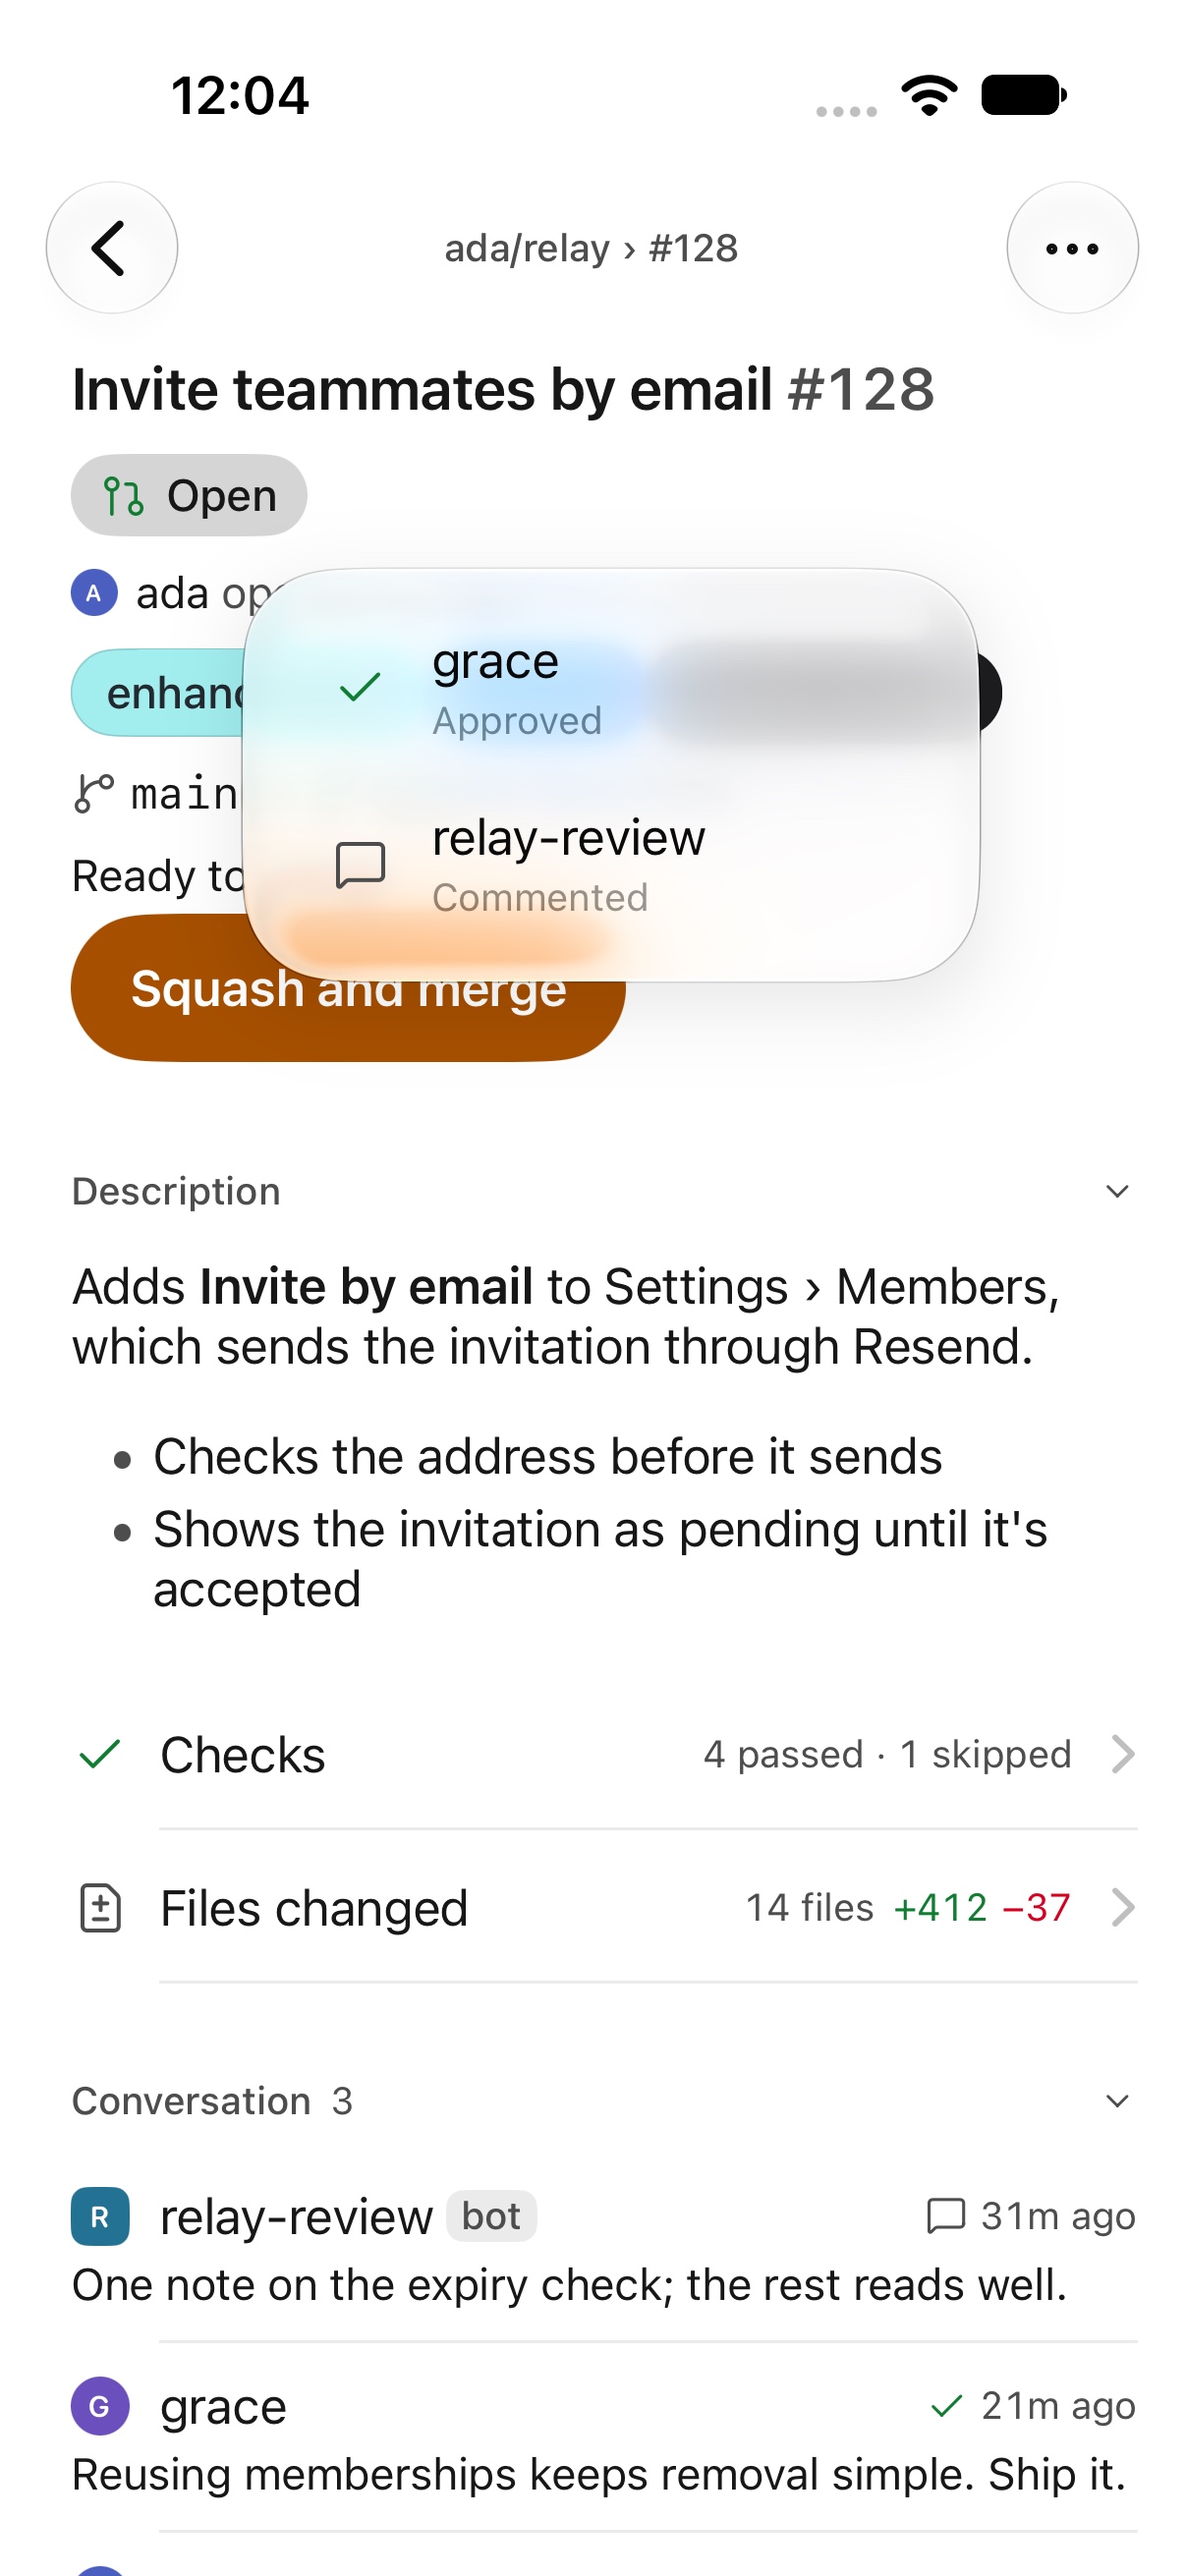 12:04
ada/relay › #128
Invite teammates by email #128
Open
A ada
grace
Approved
main
relay-review
Commented
Ready to
Squash and merge
Description
Adds Invite by email to Settings › Members,
which sends the invitation through Resend.
Checks the address before it sends
Shows the invitation as pending until it's
accepted
Checks 4 passed · 1 skipped
Files changed 14 files +412 −37
Conversation 3
R relay-review bot 31m ago
One note on the expiry check; the rest reads well.
G grace 21m ago
Reusing memberships keeps removal simple. Ship it.